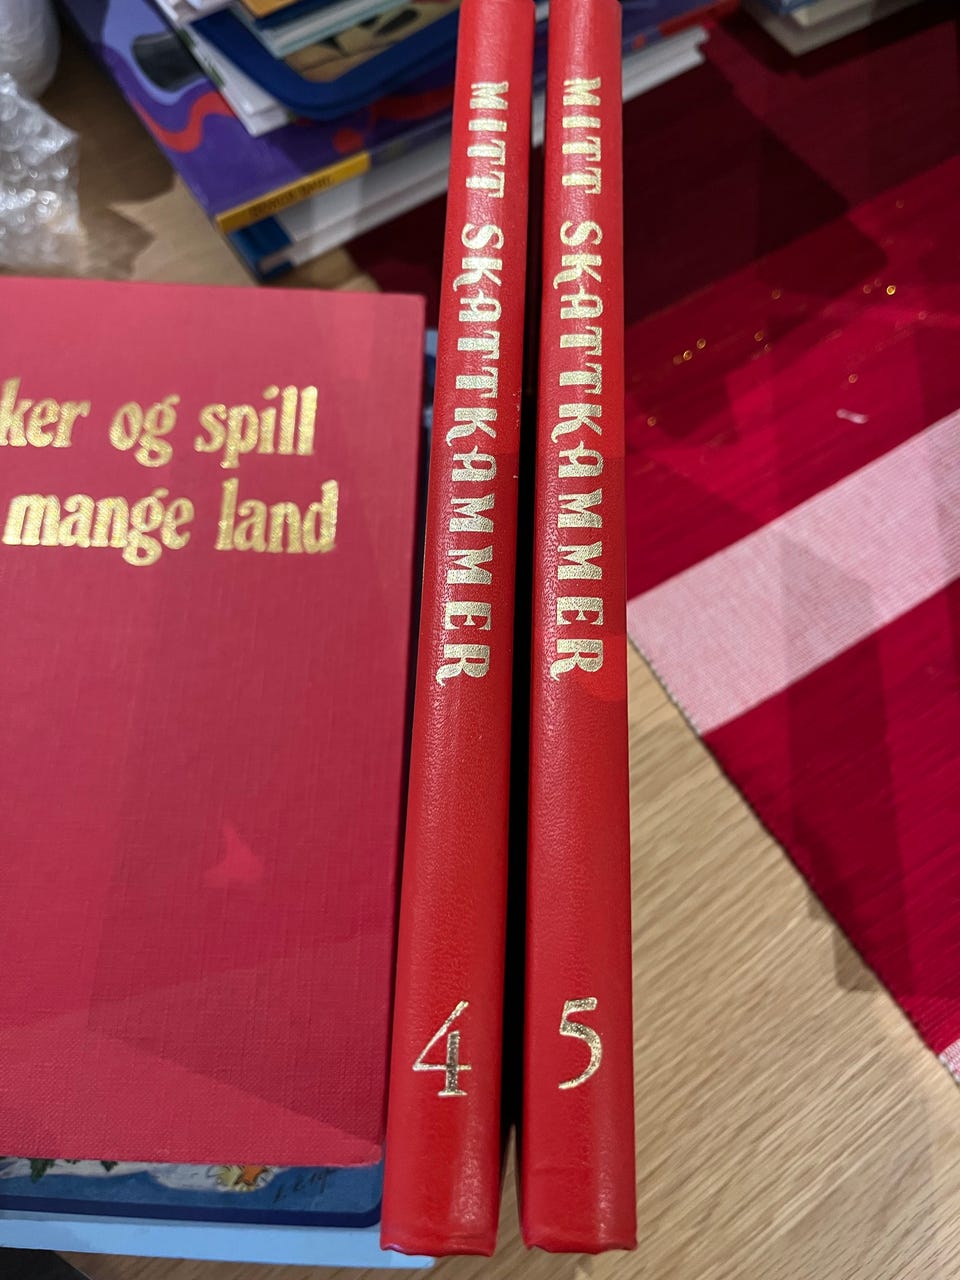 ker og spill
mange land
MITT SKATTKAMMER
4
MITT SKATTKAMMER
5